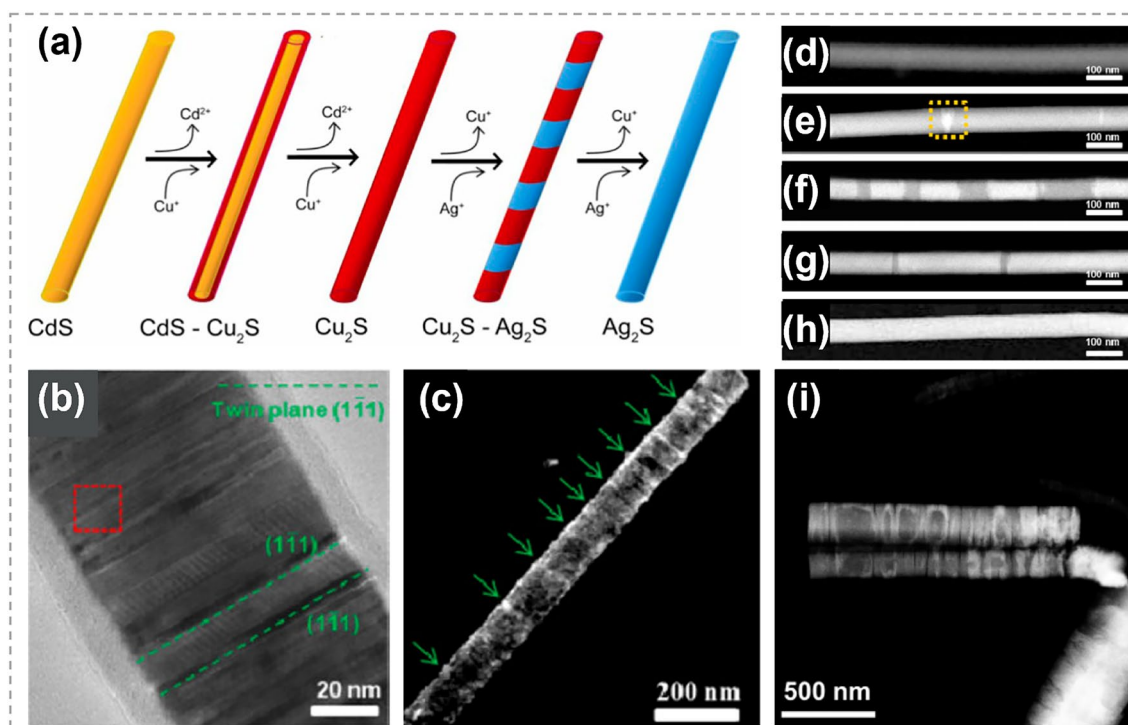 (a)
Cd²⁺
Cd²⁺
Cu⁺
Cu⁺
Cu⁺
Cu⁺
Ag⁺
Ag⁺
CdS
CdS - Cu₂S
Cu₂S
Cu₂S - Ag₂S
Ag₂S
(d)
100 nm
(e)
100 nm
(f)
100 nm
(g)
100 nm
(h)
100 nm
(b)
Twin plane (11̄1)
(111)
(11̄1)
20 nm
(c)
200 nm
(i)
500 nm